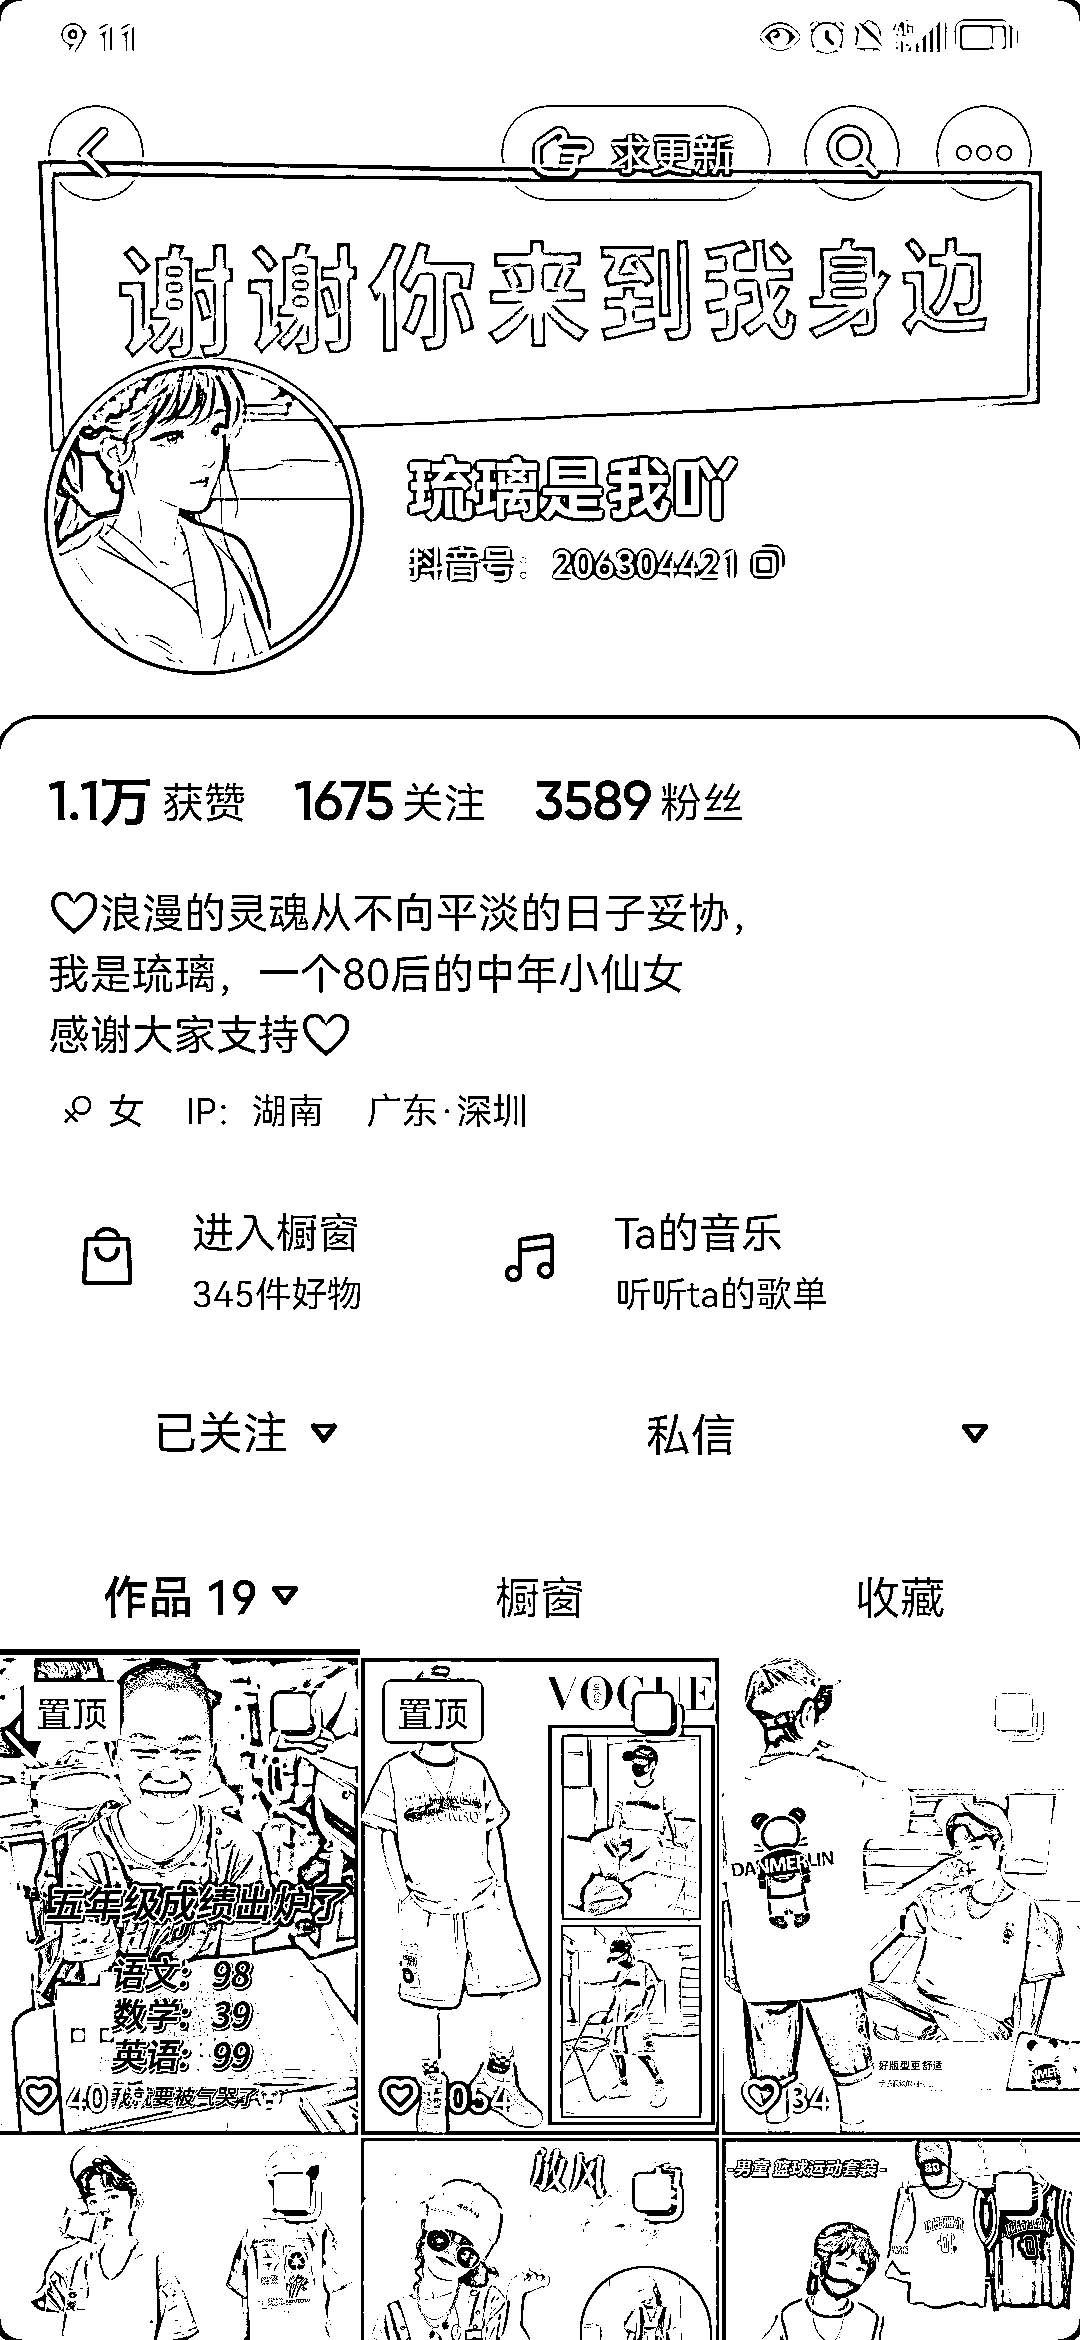 9 11
求更新
谢谢你来到我身边
琉璃是我吖
抖音号：206304421
1.1万 获赞 1675 关注 3589 粉丝
♡浪漫的灵魂从不向平淡的日子妥协，
我是琉璃，一个80后的中年小仙女
感谢大家支持♡
女 IP：湖南 广东·深圳
进入橱窗 Ta的音乐
345件好物 听听ta的歌单
已关注 私信
作品 19 橱窗 收藏
置顶
五年级成绩出炉了
语文：98
数学：39
英语：99
我就要被气哭了
40
置顶
VOGUE
054
DANMERLIN
好版型更舒适
34
放风
-男童 篮球运动套装-